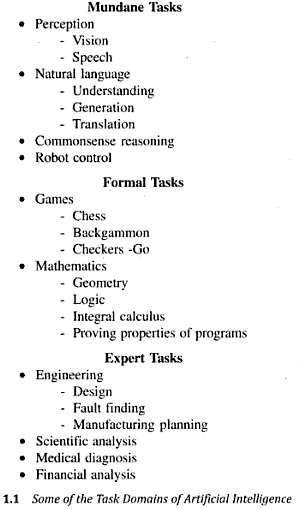 Mundane Tasks
• Perception
- Vision
- Speech
• Natural language
- Understanding
- Generation
- Translation
• Commonsense reasoning
• Robot control
Formal Tasks
• Games
- Chess
- Backgammon
- Checkers -Go
• Mathematics
- Geometry
- Logic
- Integral calculus
- Proving properties of programs
Expert Tasks
• Engineering
- Design
- Fault finding
- Manufacturing planning
• Scientific analysis
• Medical diagnosis
• Financial analysis
1.1 Some of the Task Domains of Artificial Intelligence